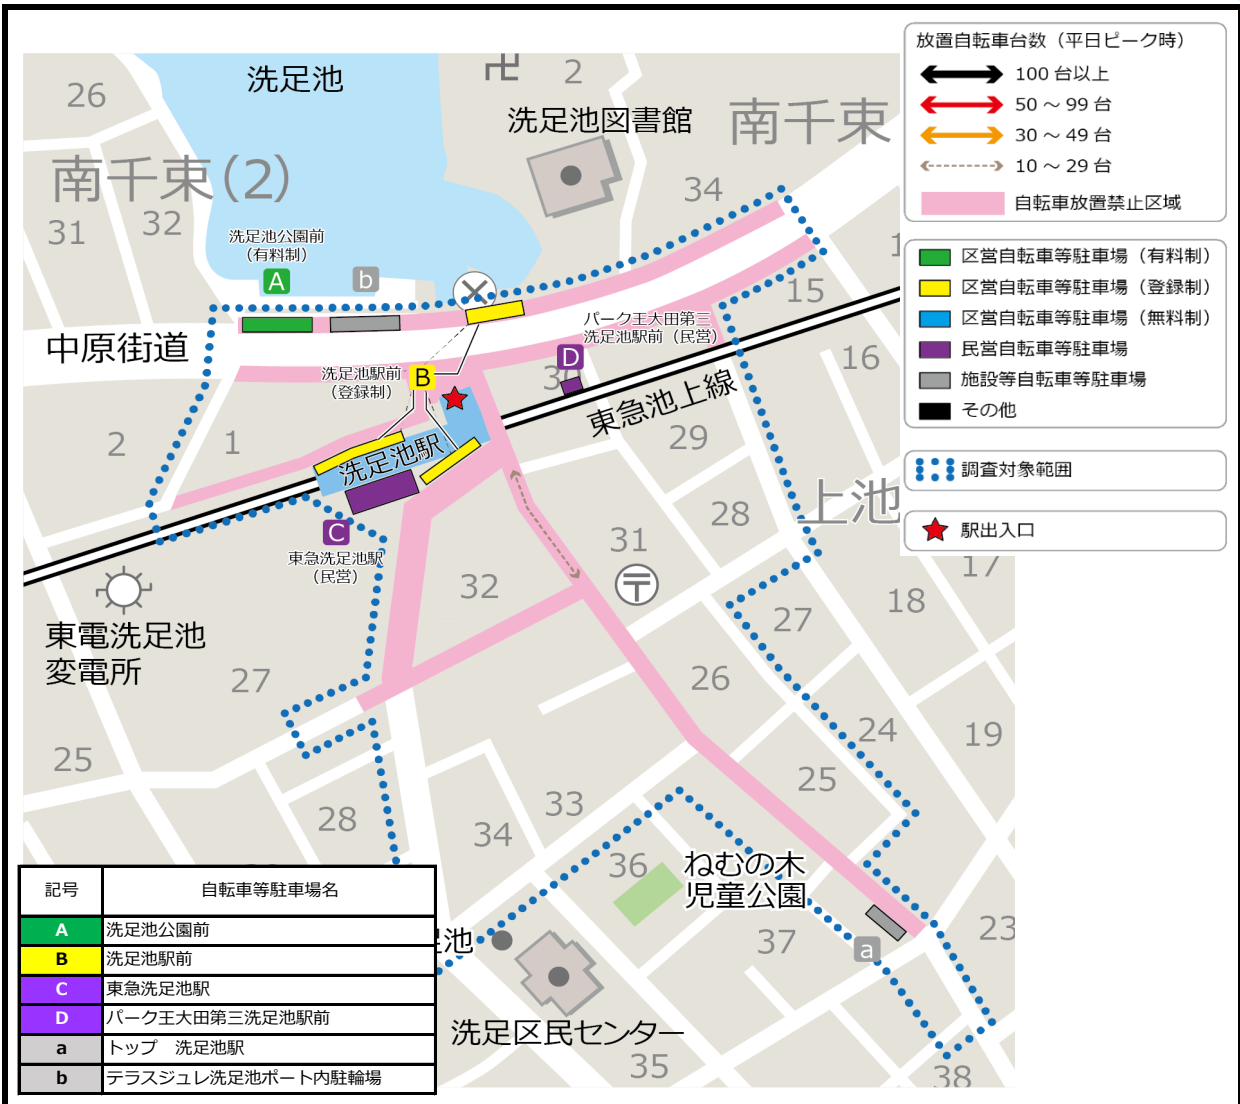 放置自転車台数（平日ピーク時）
100 台以上
50 ～ 99 台
30 ～ 49 台
10 ～ 29 台
自転車放置禁止区域
区営自転車等駐車場（有料制）
区営自転車等駐車場（登録制）
区営自転車等駐車場（無料制）
民営自転車等駐車場
施設等自転車等駐車場
その他
調査対象範囲
駅出入口
洗足池
26
2
洗足池図書館
南千束
南千束(2)
34
31
32
洗足池公園前
（有料制）
A
b
15
中原街道
パーク王大田第三
洗足池駅前（民営）
D
16
洗足池駅前
（登録制）
B
30
東急池上線
2
1
29
洗足池駅
28
上池
C
東急洗足池駅
（民営）
31
〒
17
32
18
27
東電洗足池
変電所
27
26
24
19
25
25
33
28
34
36
ねむの木
児童公園
23
37
a
池
洗足区民センター
35
38
記号 自転車等駐車場名
A 洗足池公園前
B 洗足池駅前
C 東急洗足池駅
D パーク王大田第三洗足池駅前
a トップ　洗足池駅
b テラスジュレ洗足池ポート内駐輪場